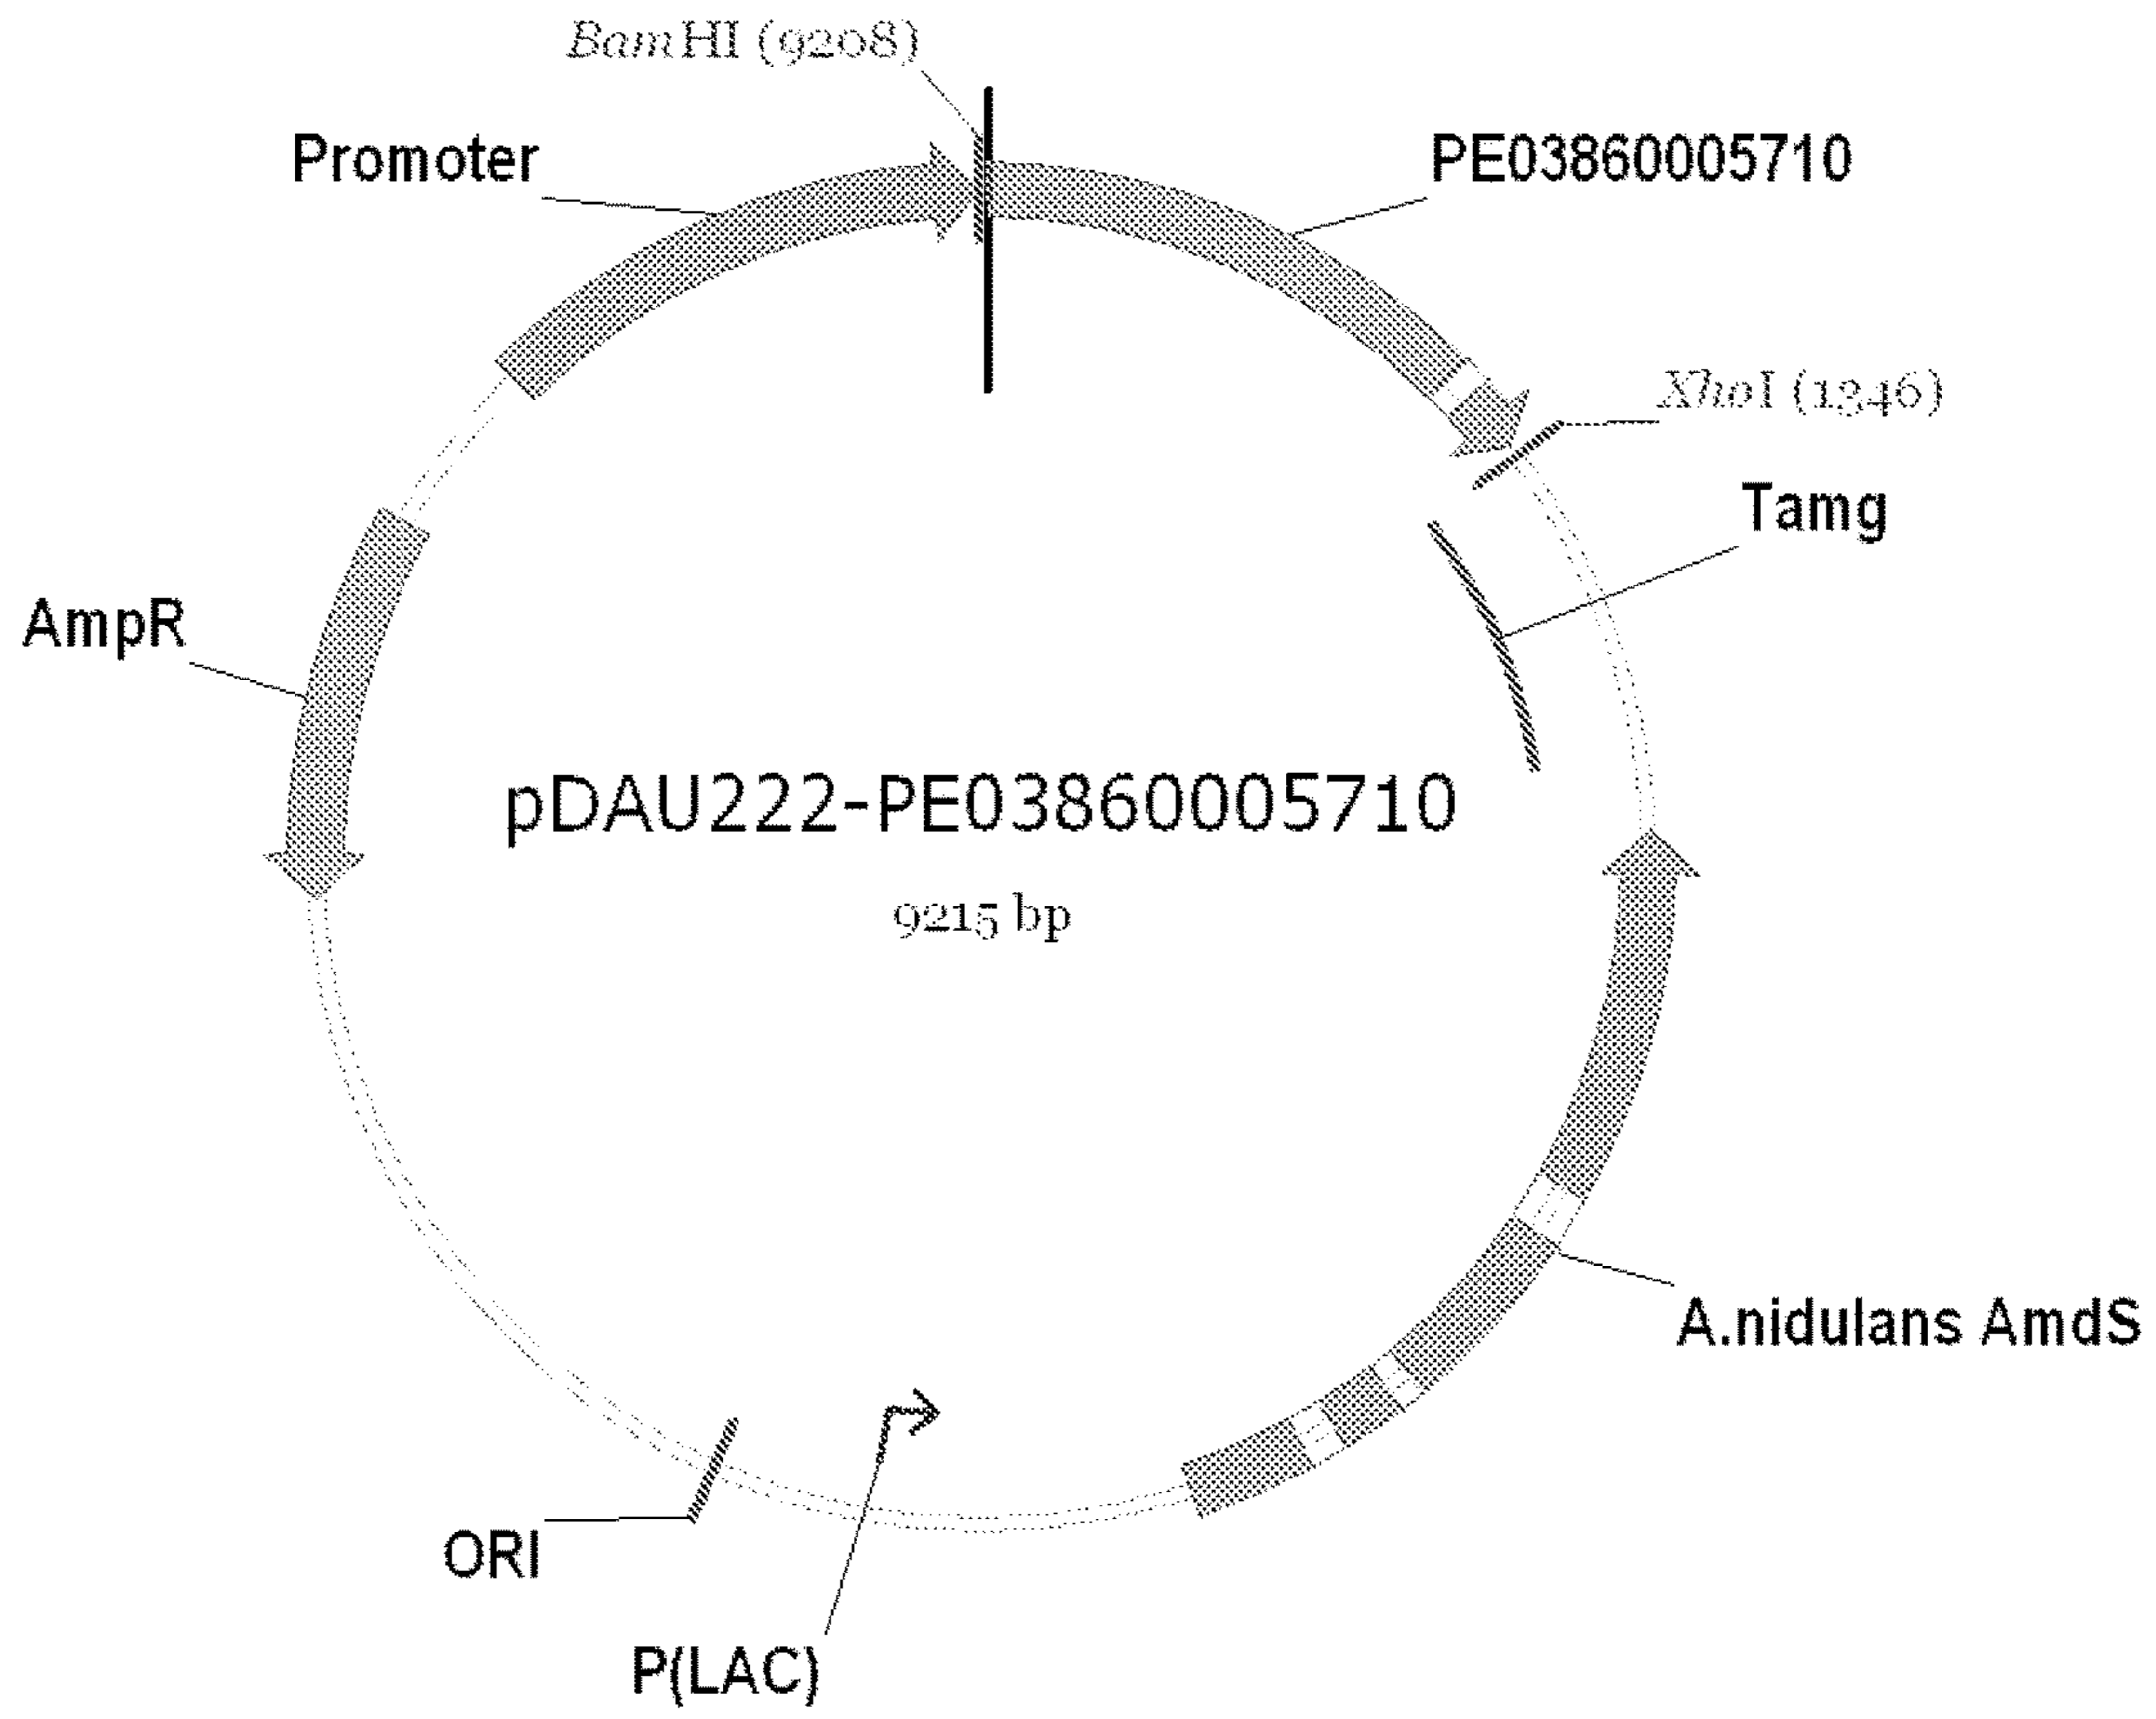 BamHI (9208)
Promoter
PE03860005710
XhoI (1346)
Tamg
AmpR
pDAU222-PE03860005710
9215 bp
A.nidulans AmdS
ORI
P(LAC)